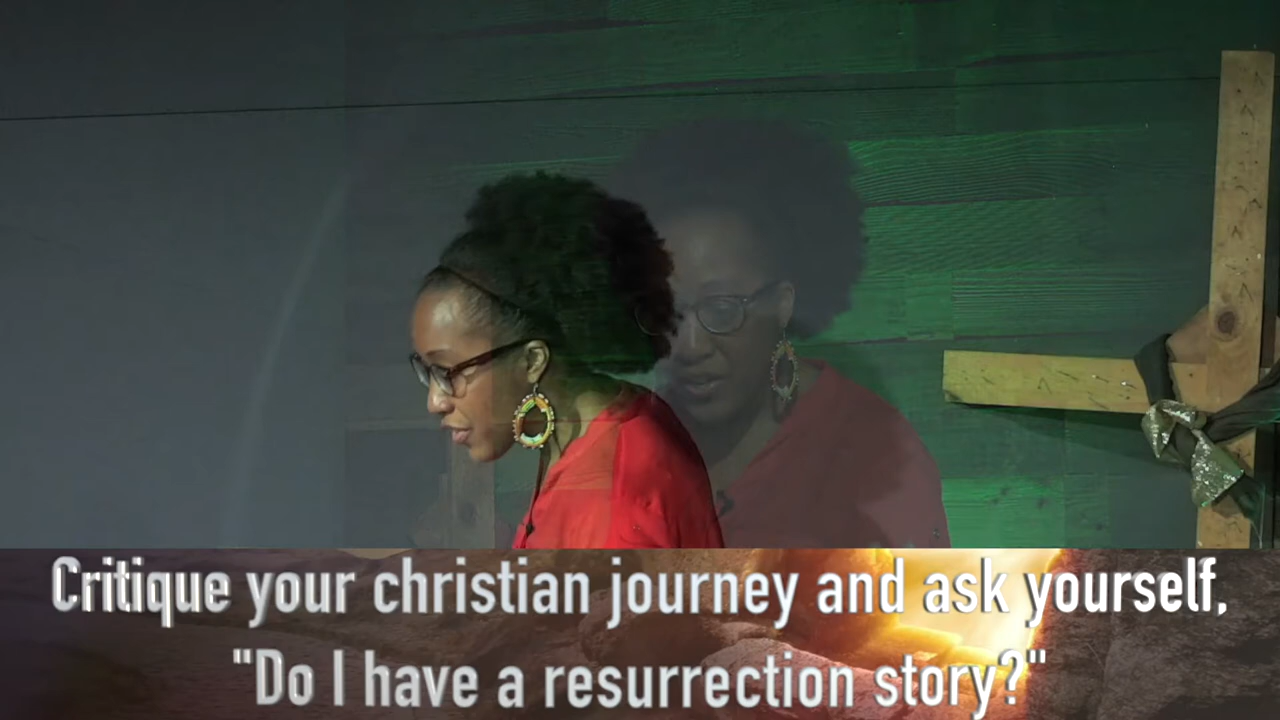 Critique your christian journey and ask yourself,
"Do I have a resurrection story?"